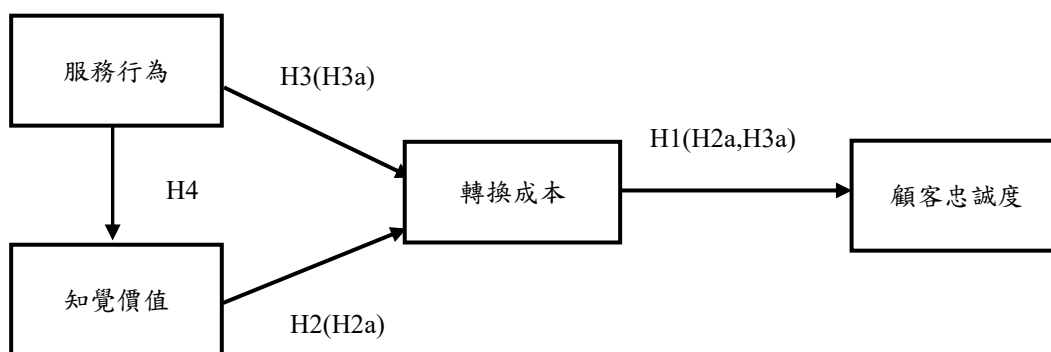 服務行為
H3(H3a)
H1(H2a,H3a)
轉換成本
H4
顧客忠誠度
知覺價值
H2(H2a)